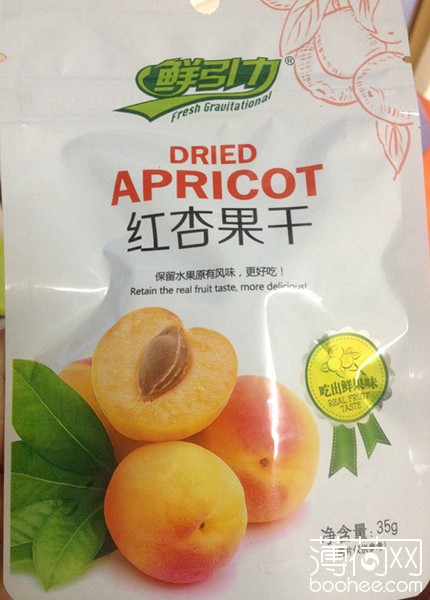 鲜引力®
Fresh Gravitational
DRIED
APRICOT
红杏果干
保留水果原有风味，更好吃！
Retain the real fruit taste, more delicious!
吃出鲜果味
REAL FRUIT
TASTE
净含量: 35g
薄荷网
boohee.com